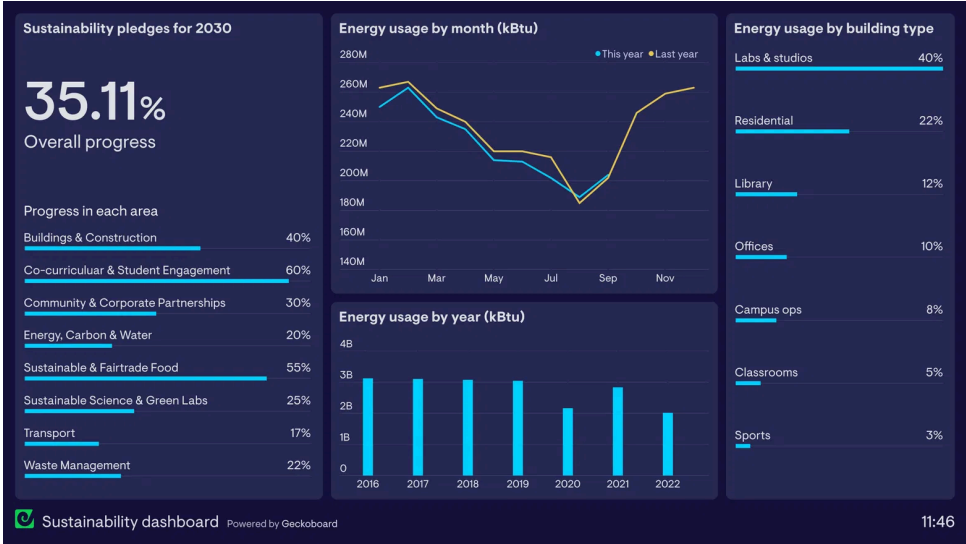 Sustainability pledges for 2030
35.11%
Overall progress
Progress in each area
Buildings & Construction 40%
Co-curriculuar & Student Engagement 60%
Community & Corporate Partnerships 30%
Energy, Carbon & Water 20%
Sustainable & Fairtrade Food 55%
Sustainable Science & Green Labs 25%
Transport 17%
Waste Management 22%
Energy usage by month (kBtu)
This year Last year
280M
260M
240M
220M
200M
180M
160M
140M
Jan Mar May Jul Sep Nov
Energy usage by year (kBtu)
4B
3B
2B
1B
0
2016 2017 2018 2019 2020 2021 2022
Energy usage by building type
Labs & studios 40%
Residential 22%
Library 12%
Offices 10%
Campus ops 8%
Classrooms 5%
Sports 3%
Sustainability dashboard Powered by Geckoboard
11:46